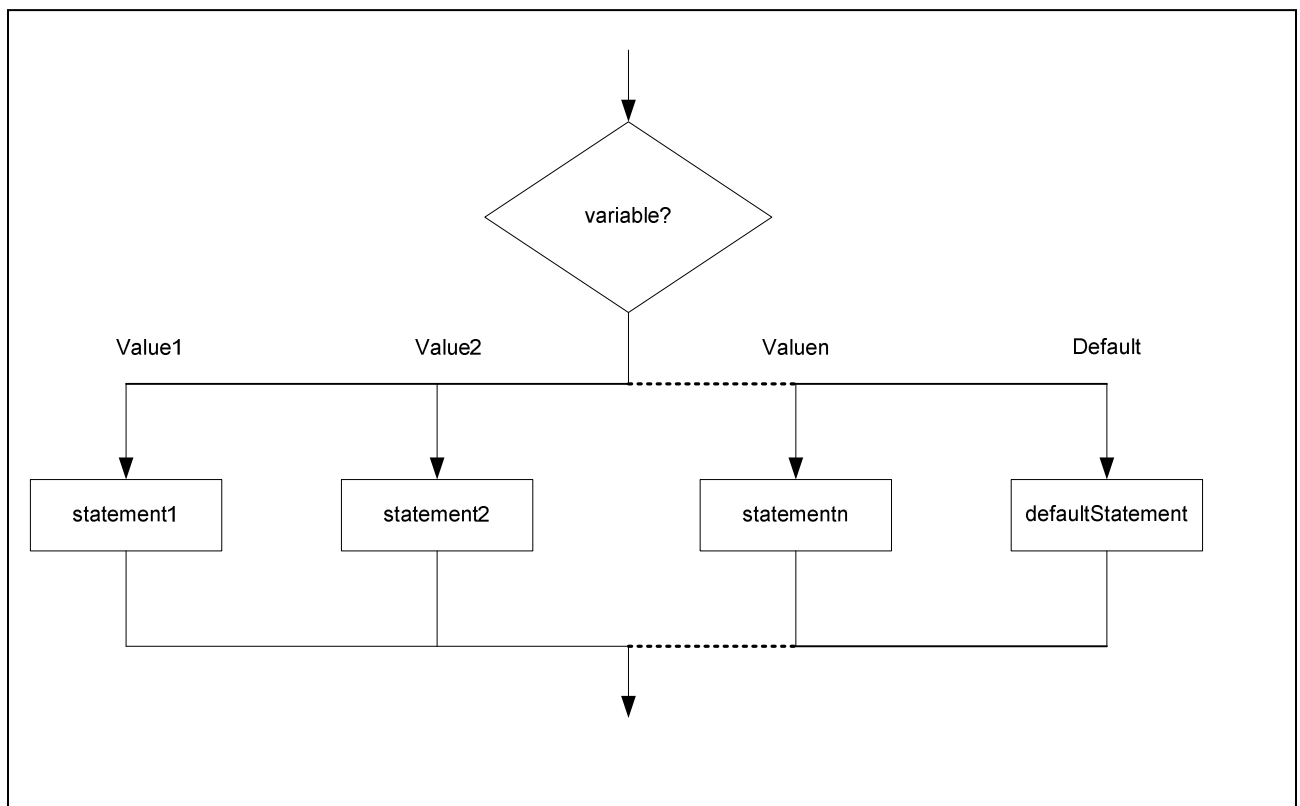 variable?
Value1
Value2
Valuen
Default
statement1
statement2
statementn
defaultStatement